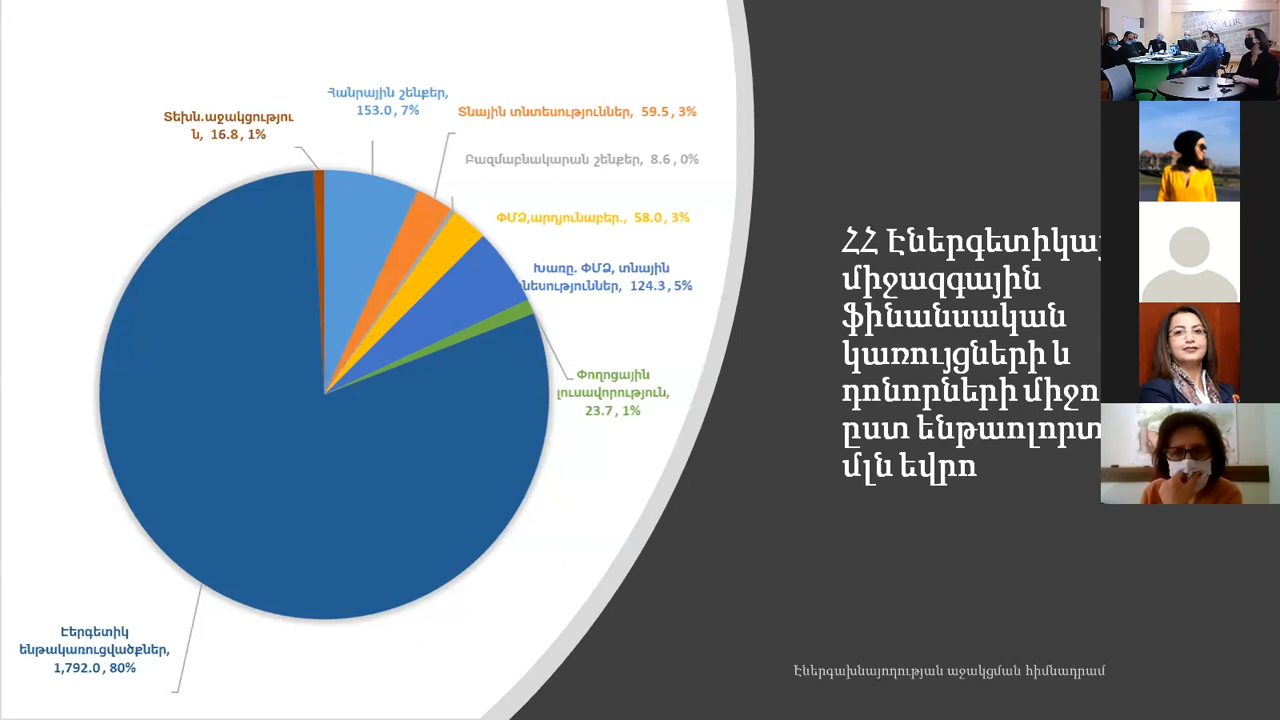 Հանրային շենքեր,
153.0 , 7%
Տնային տնտեսություններ, 59.5, 3%
Տեխն.աջակցությու
ն, 16.8, 1%
Բազմաբնակարան շենքեր, 8.6 , 0%
ՓՄՁ,արդյունաբեր., 58.0, 3%
Խառը. ՓՄՁ, տնային
նեսություններ, 124.3, 5%
Փողոցային
լուսավորություն,
23.7, 1%
Էերգետիկ
ենթակառուցվածքներ,
1,792.0 , 80%
ՀՀ Էներգետիկայ
միջազգային
ֆինանսական
կառույցների և
դոնորների միջո
ըստ ենթաոլորտ
մլն եվրո
Էներգախնայողության աջակցման հիմնադրամ